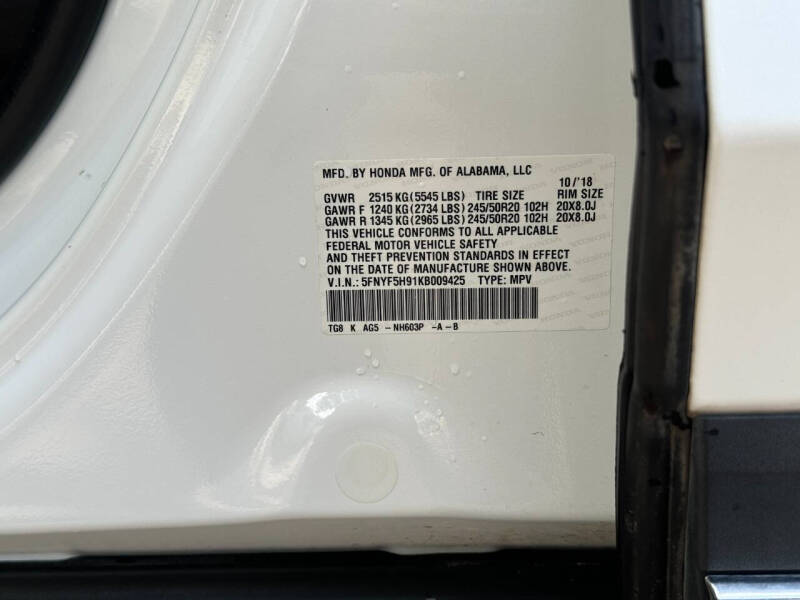 MFD. BY HONDA MFG. OF ALABAMA, LLC
10/'18
GVWR 2515 KG(5545 LBS) TIRE SIZE RIM SIZE
GAWR F 1240 KG(2734 LBS) 245/50R20 102H 20X8.0J
GAWR R 1345 KG(2965 LBS) 245/50R20 102H 20X8.0J
THIS VEHICLE CONFORMS TO ALL APPLICABLE
FEDERAL MOTOR VEHICLE SAFETY
AND THEFT PREVENTION STANDARDS IN EFFECT
ON THE DATE OF MANUFACTURE SHOWN ABOVE.
V.I.N.: 5FNYF5H91KB009425 TYPE: MPV
TG8 K AG5 -NH603P -A -B